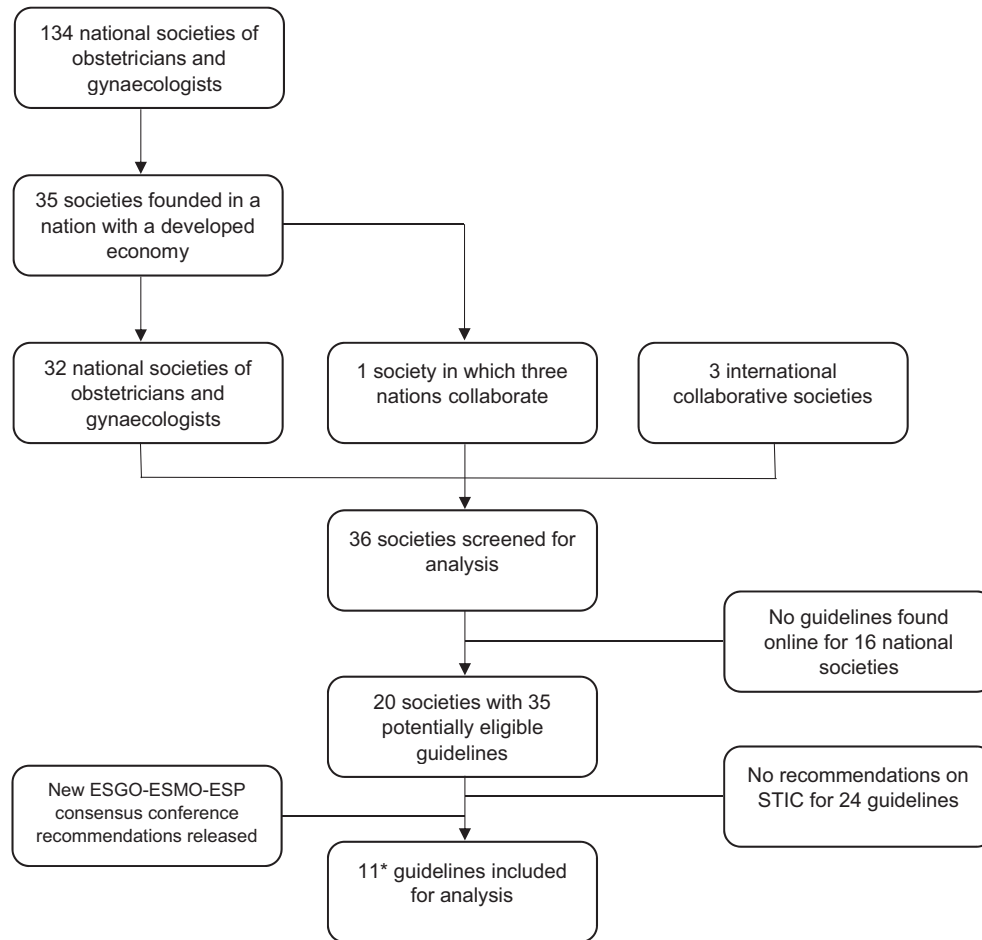 134 national societies of
obstetricians and
gynaecologists
35 societies founded in a
nation with a developed
economy
32 national societies of
obstetricians and
gynaecologists
1 society in which three
nations collaborate
3 international
collaborative societies
36 societies screened for
analysis
No guidelines found
online for 16 national
societies
20 societies with 35
potentially eligible
guidelines
New ESGO-ESMO-ESP
consensus conference
recommendations released
No recommendations on
STIC for 24 guidelines
11* guidelines included
for analysis